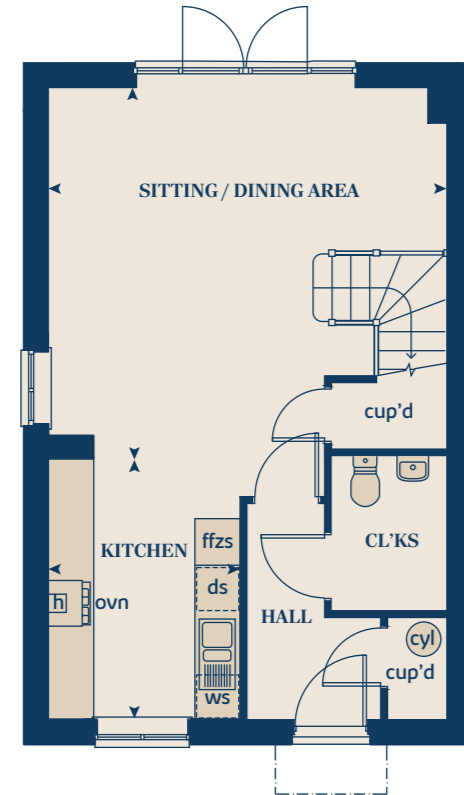 SITTING / DINING AREA
cup'd
KITCHEN
ffzs
CL'KS
ds
h
ovn
HALL
cyl
cup'd
ws